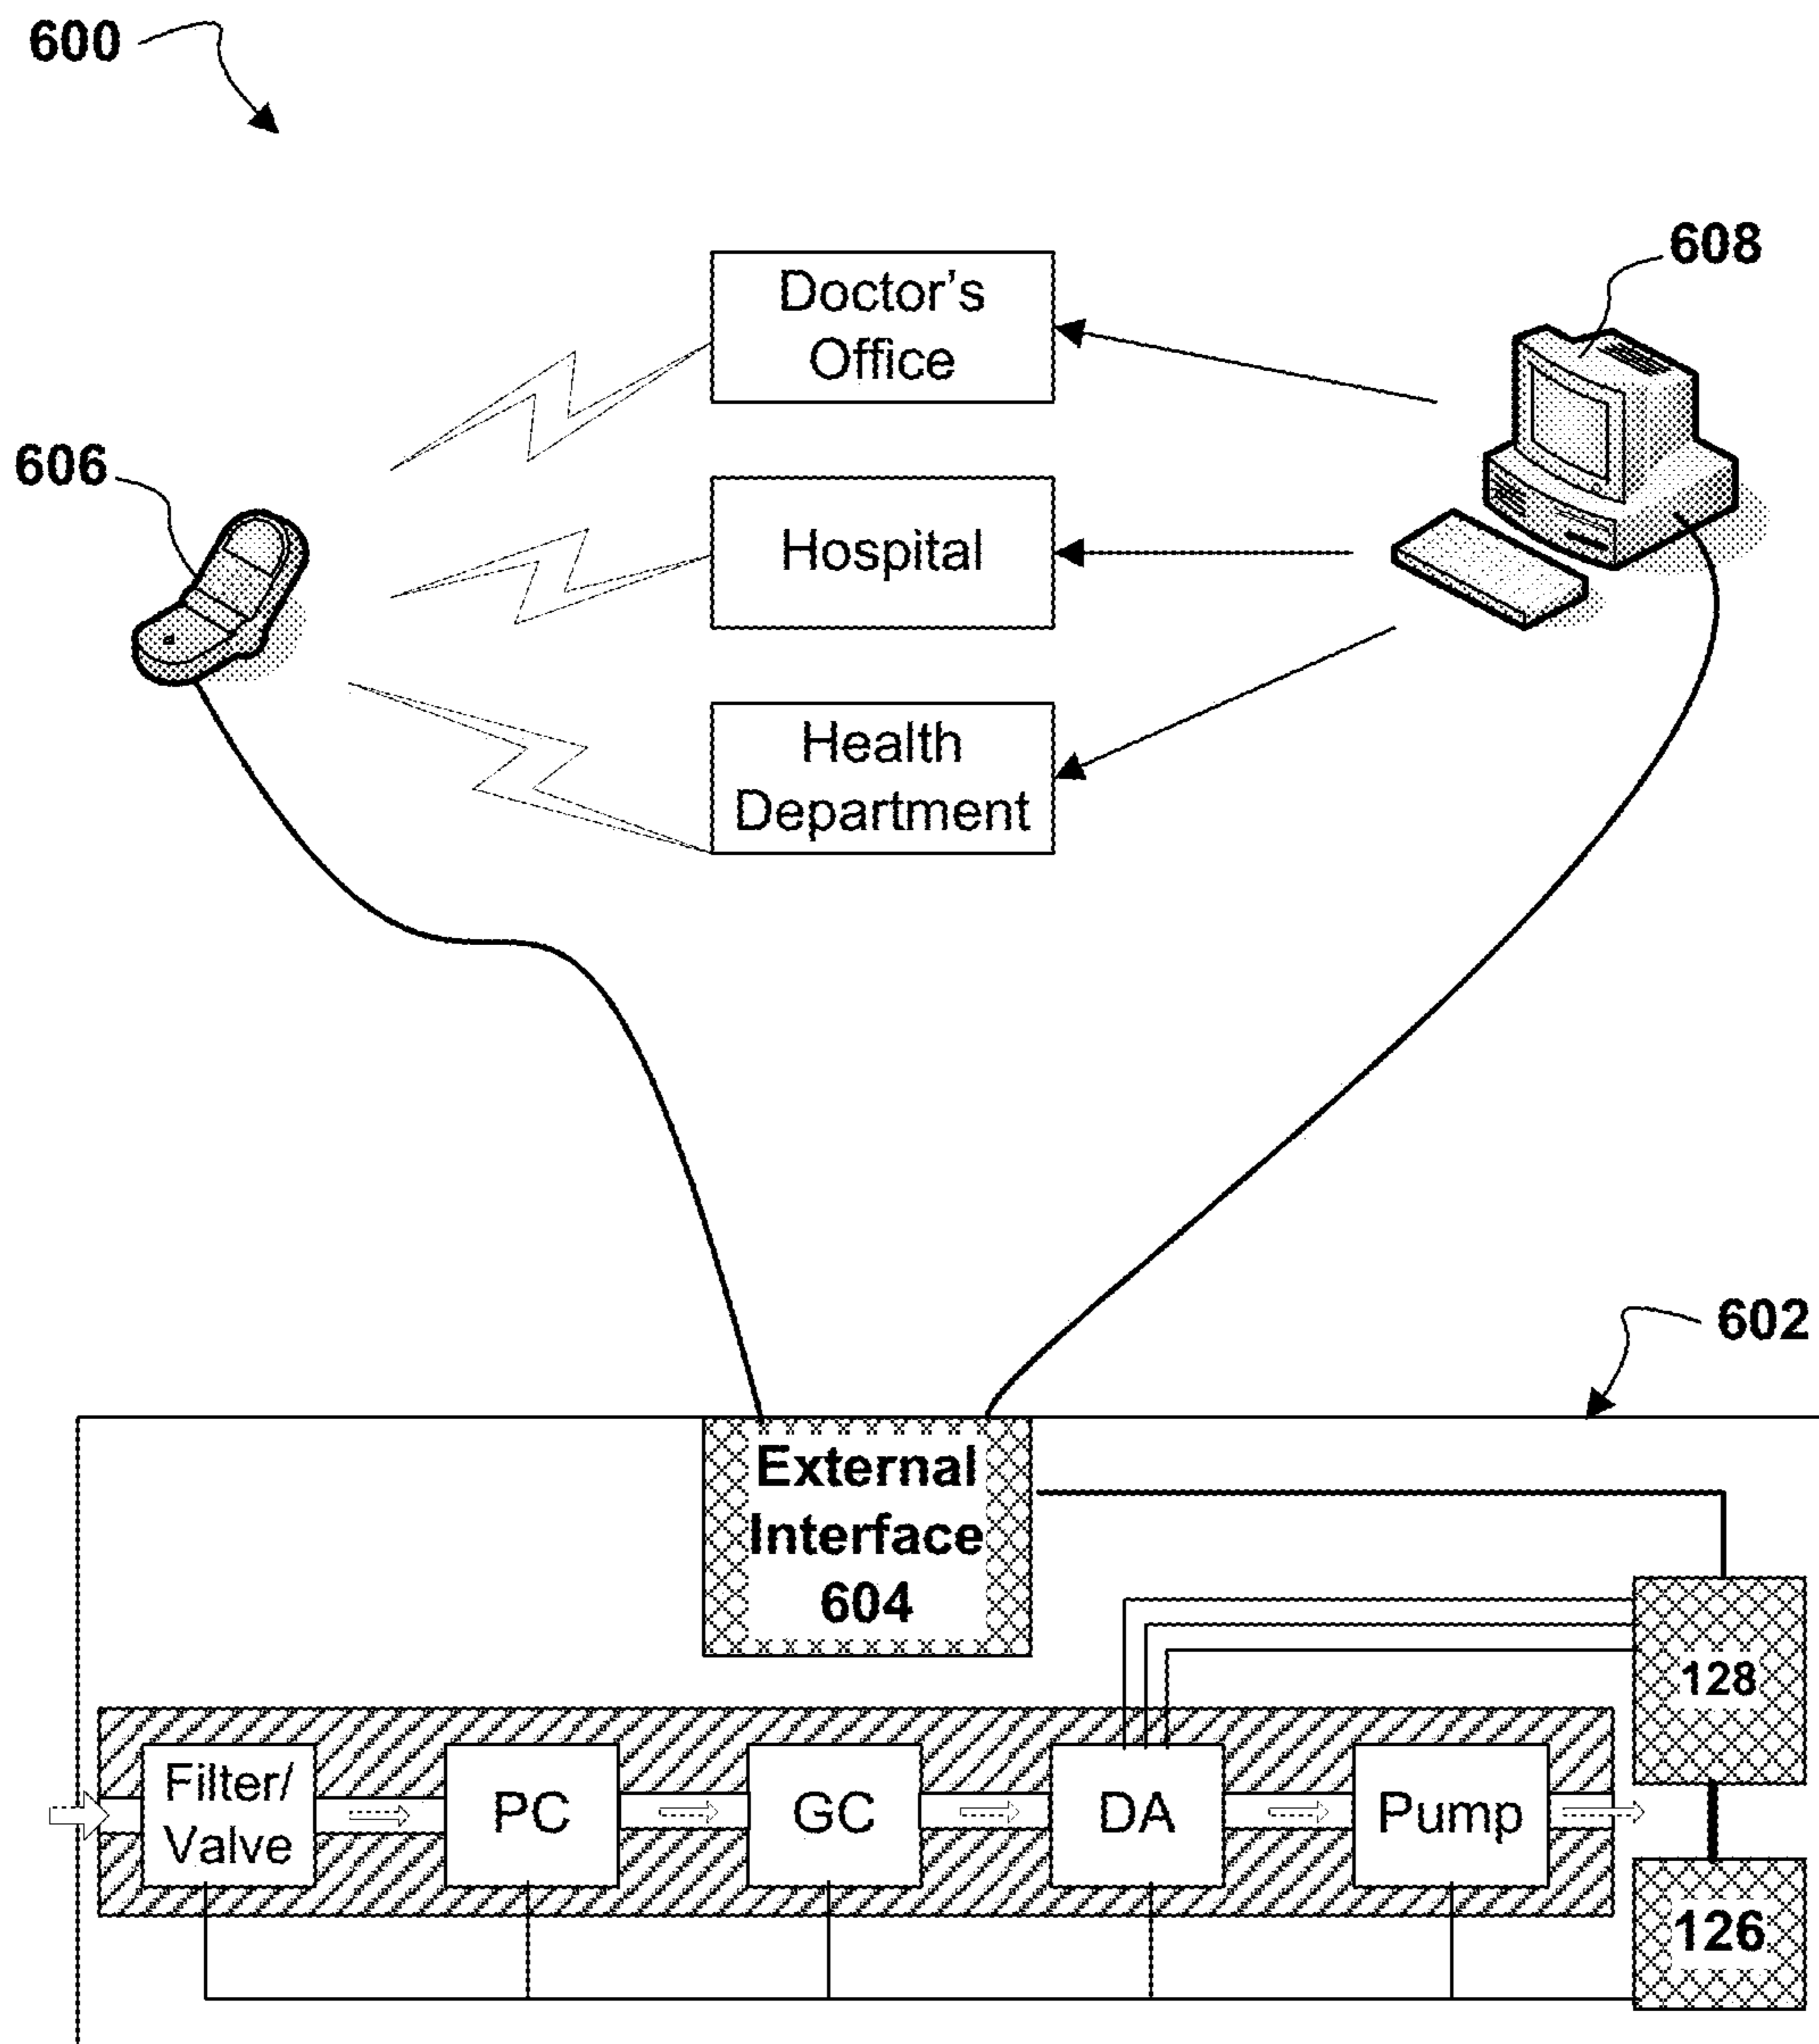 600
608
Doctor's
Office
606
Hospital
Health
Department
602
External
Interface
604
128
Filter/
Valve
PC
GC
DA
Pump
126